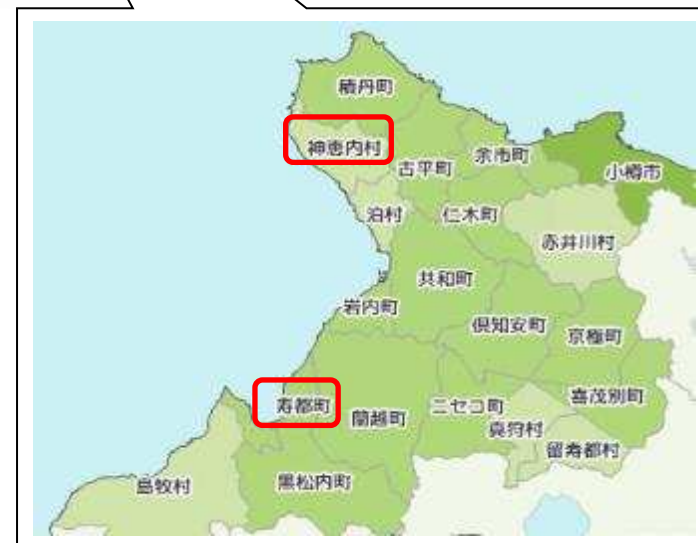 積丹町
神恵内村
古平町
余市町
小樽市
泊村
仁木町
赤井川村
共和町
岩内町
倶知安町
京極町
寿都町
蘭越町
ニセコ町
喜茂別町
真狩村
留寿都村
島牧村
黒松内町